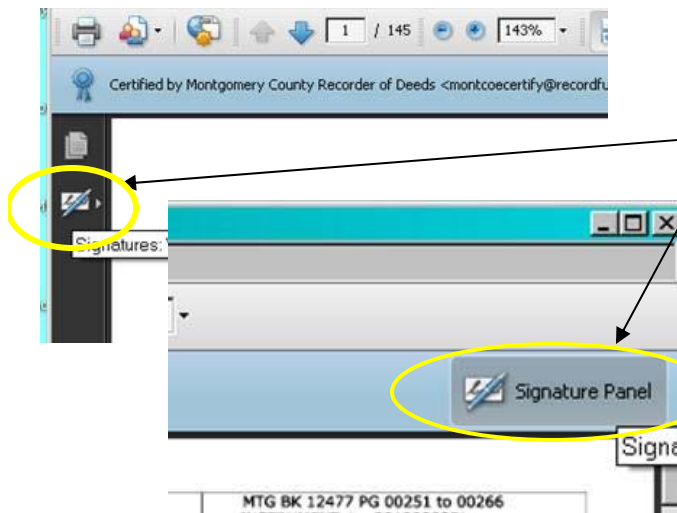 1 / 145 143%
Certified by Montgomery County Recorder of Deeds <montcoecertify@recordfu
Signatures:
Signature Panel
Signa
MTG BK 12477 PG 00251 to 00266